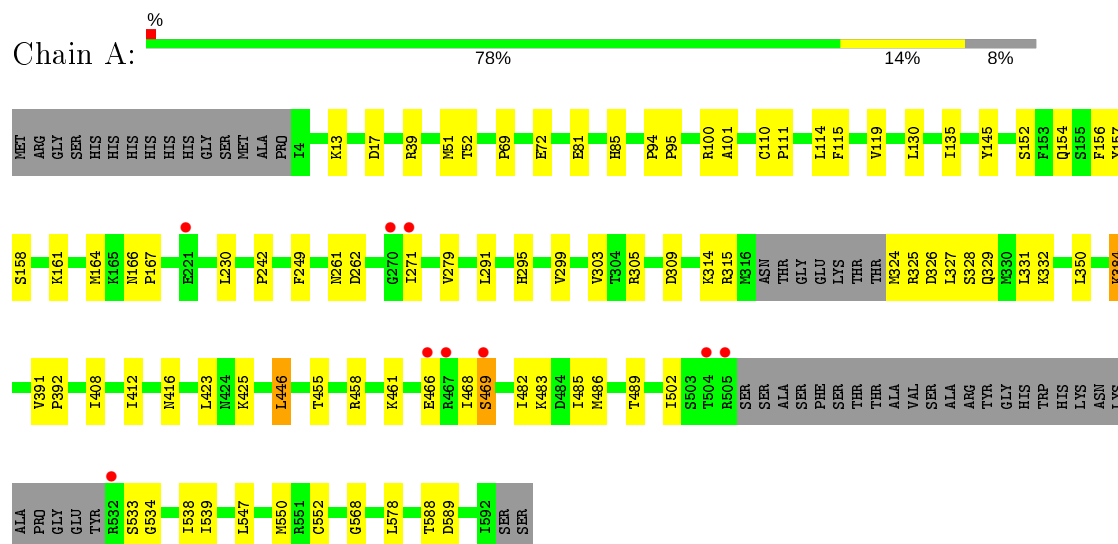 %
Chain A:
78% 14% 8%
MET ARG GLY SER HIS HIS HIS HIS HIS HIS GLY SER MET ALA PRO I4 K13 D17 R39 M51 T52 P69 E72 E81 H85 P94 P95 R100 A101 C110 P111 L114 F115 V119 L130 I135 Y145 S152 F153 Q154 S155 F156 Y157
S158 K161 M164 K165 N166 P167 E221 L230 P242 F249 N261 D262 G270 I271 V279 L291 H295 V299 V303 T304 R305 D309 K314 R315 M316 ASN THR GLY GLU LYS THR THR M324 R325 D326 L327 S328 Q329 M330 L331 K332 L350 K384
V391 P392 I408 I412 N416 L423 N424 K425 L446 T455 R458 K461 E466 R467 I468 S469 I482 K483 D484 I485 M486 T489 I502 S503 T504 R505 SER SER ALA SER PHE SER THR THR ALA VAL SER ALA ARG TYR GLY HIS TRP HIS LYS ASN LYS
ALA PRO GLY GLU TYR R532 S533 G534 I538 I539 L547 M550 R551 C552 G568 L578 T588 D589 I592 SER SER